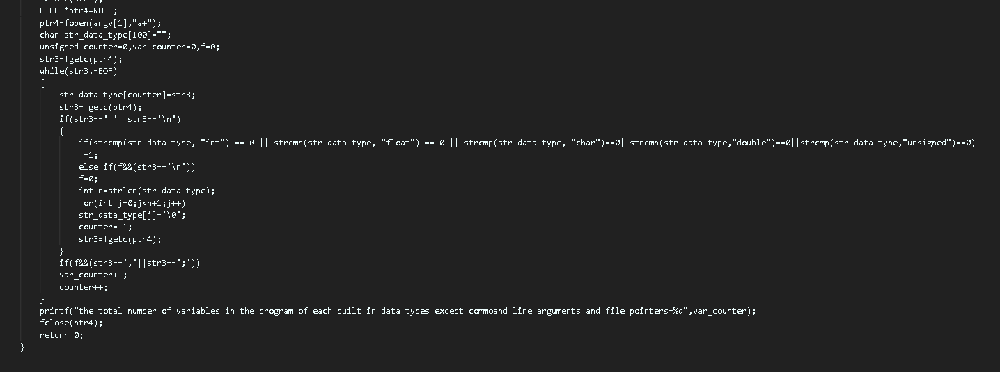 fclose(ptr1);
FILE *ptr4=NULL;
ptr4=fopen(argv[1],"a+");
char str_data_type[100]="";
unsigned counter=0,var_counter=0,f=0;
str3=fgetc(ptr4);
while(str3!=EOF)
{
str_data_type[counter]=str3;
str3=fgetc(ptr4);
if(str3==' '||str3=='\n')
{
if(strcmp(str_data_type, "int") == 0 || strcmp(str_data_type, "float") == 0 || strcmp(str_data_type, "char")==0||strcmp(str_data_type,"double")==0||strcmp(str_data_type,"unsigned")==0)
f=1;
else if(f&&(str3=='\n'))
f=0;
int n=strlen(str_data_type);
for(int j=0;j<n+1;j++)
str_data_type[j]='\0';
counter=-1;
str3=fgetc(ptr4);
}
if(f&&(str3==','||str3==';'))
var_counter++;
counter++;
}
printf("the total number of variables in the program of each built in data types except commoand line arguments and file pointers=%d",var_counter);
fclose(ptr4);
return 0;
}